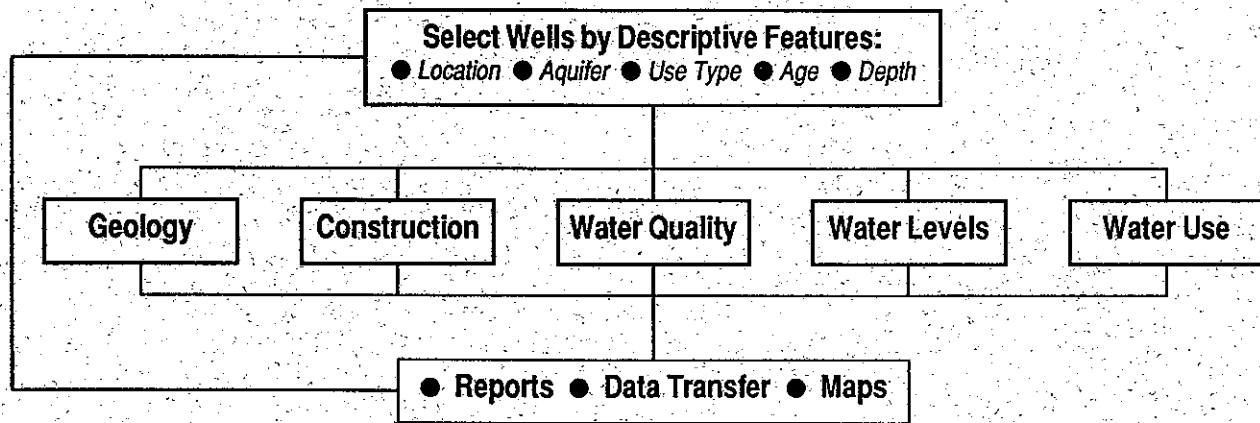 Select Wells by Descriptive Features:
● Location ● Aquifer ● Use Type ● Age ● Depth
Geology Construction Water Quality Water Levels Water Use
● Reports ● Data Transfer ● Maps